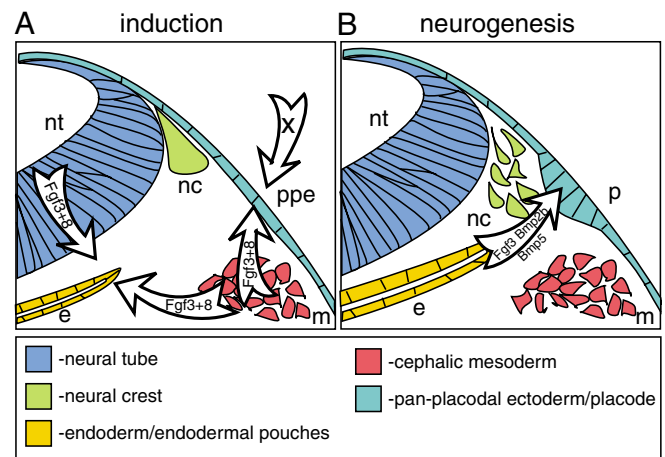 A induction
B neurogenesis
nt
Fgf3+8
nc
X
ppe
Fgf3+8
Fgf3+8
e
m
nt
nc
p
Fgf3 Bmp2b
Bmp5
e
m
-neural tube
-neural crest
-endoderm/endodermal pouches
-cephalic mesoderm
-pan-placodal ectoderm/placode